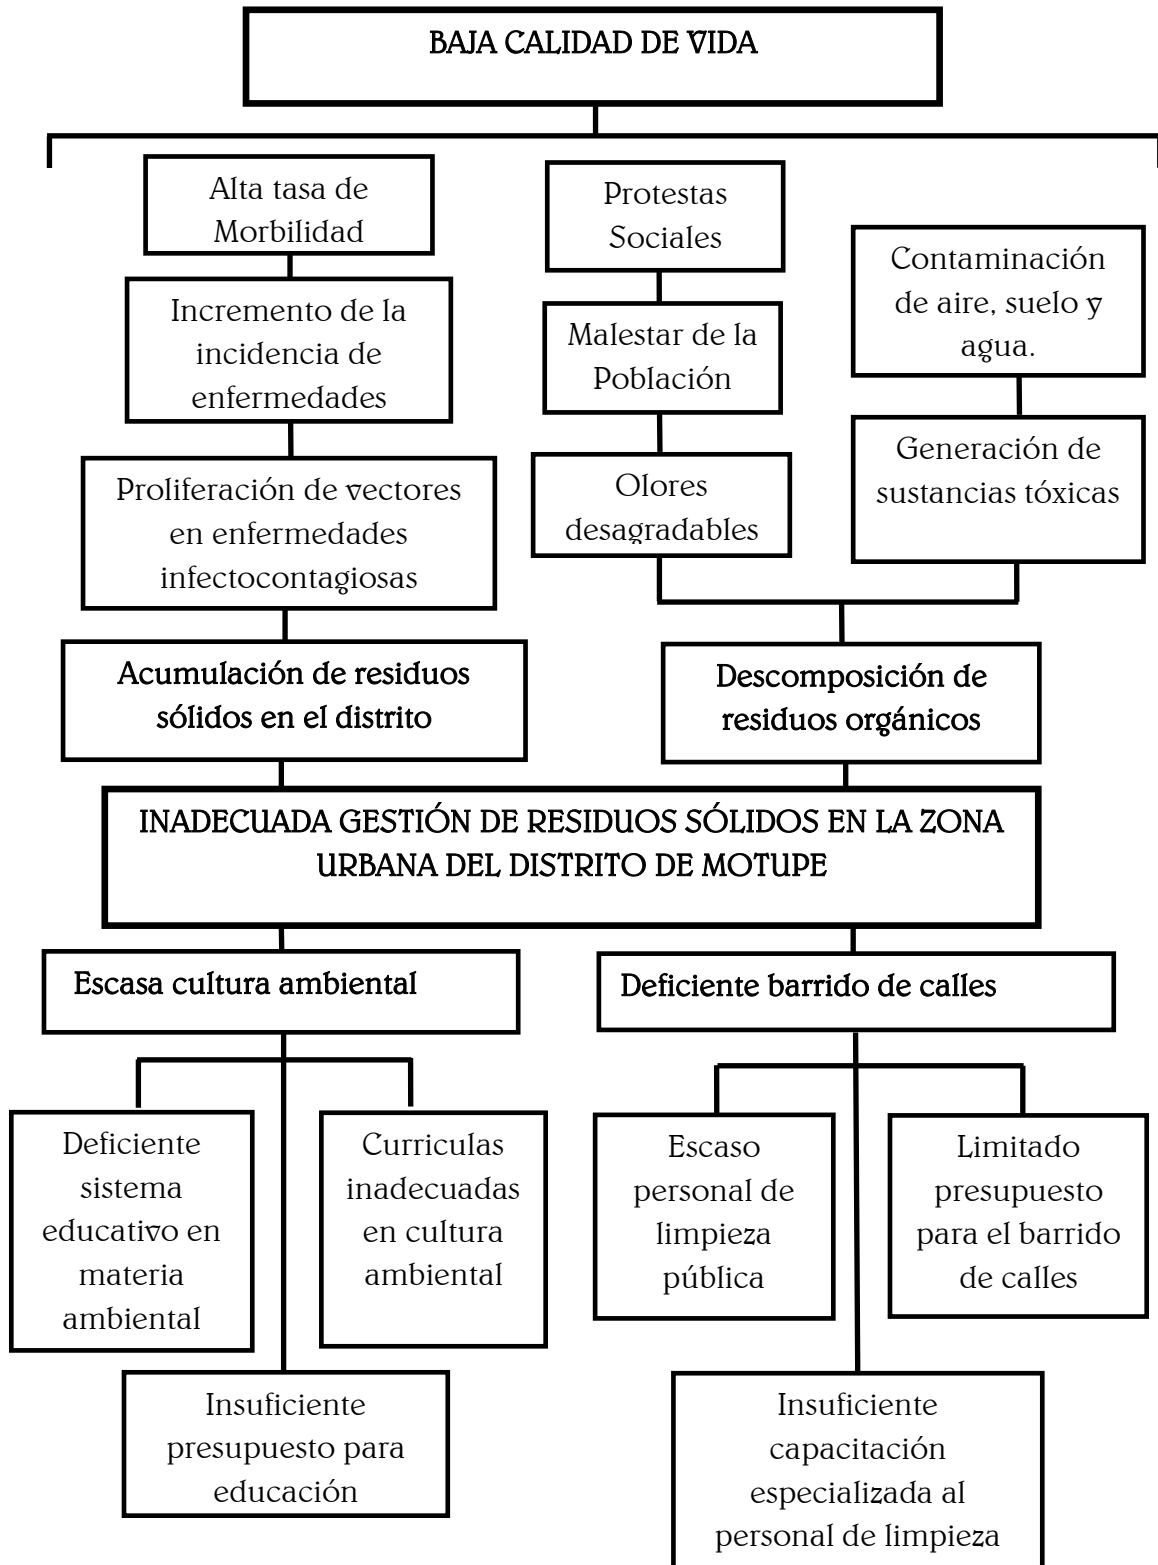 BAJA CALIDAD DE VIDA
Alta tasa de
Morbilidad
Protestas
Sociales
Contaminación
de aire, suelo y
agua.
Incremento de la
incidencia de
enfermedades
Malestar de la
Población
Generación de
sustancias tóxicas
Proliferación de vectores
en enfermedades
infectocontagiosas
Olores
desagradables
Acumulación de residuos
sólidos en el distrito
Descomposición de
residuos orgánicos
INADECUADA GESTIÓN DE RESIDUOS SÓLIDOS EN LA ZONA
URBANA DEL DISTRITO DE MOTUPE
Escasa cultura ambiental
Deficiente barrido de calles
Deficiente
sistema
educativo en
materia
ambiental
Curriculas
inadecuadas
en cultura
ambiental
Escaso
personal de
limpieza
pública
Limitado
presupuesto
para el barrido
de calles
Insuficiente
presupuesto para
educación
Insuficiente
capacitación
especializada al
personal de limpieza